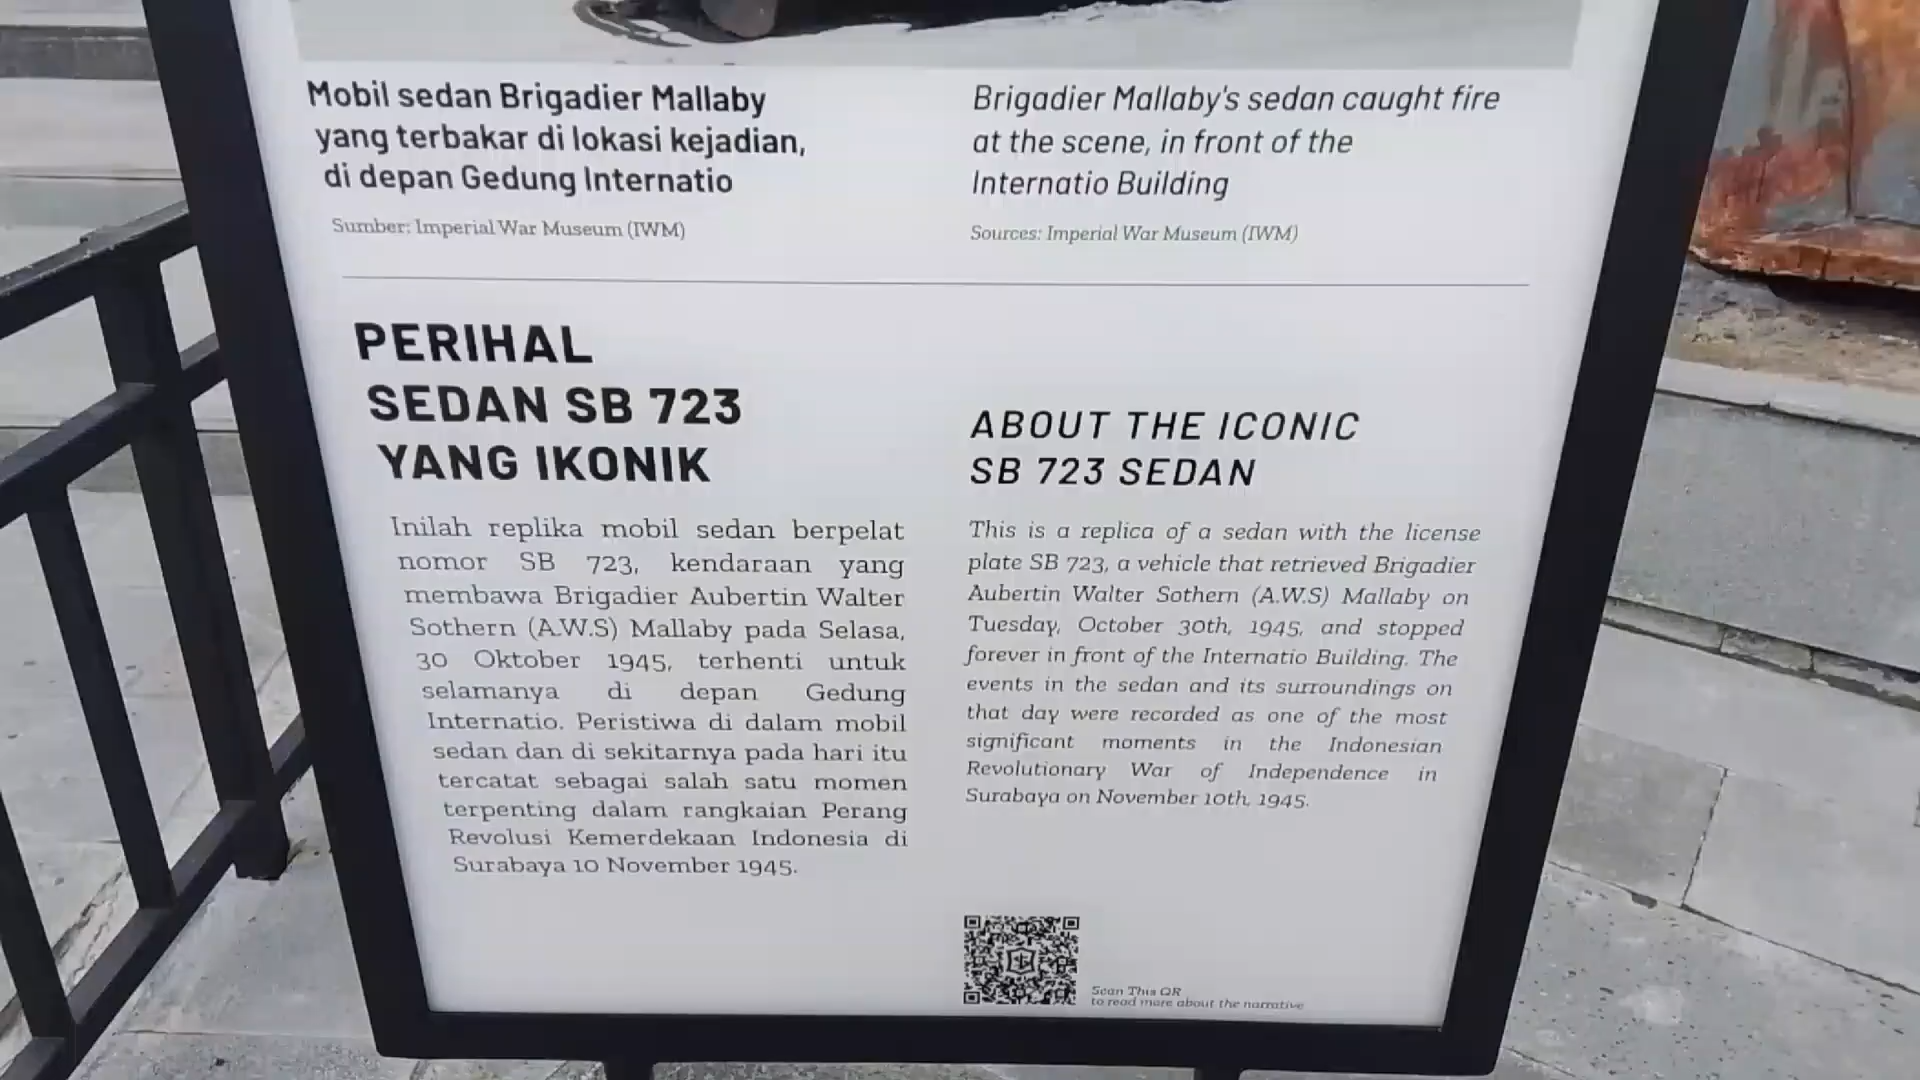 Mobil sedan Brigadier Mallaby
yang terbakar di lokasi kejadian,
di depan Gedung Internatio
Sumber: Imperial War Museum (IWM)
Brigadier Mallaby's sedan caught fire
at the scene, in front of the
Internatio Building
Sources: Imperial War Museum (IWM)
PERIHAL
SEDAN SB 723
YANG IKONIK
Inilah replika mobil sedan berpelat
nomor SB 723, kendaraan yang
membawa Brigadier Aubertin Walter
Sothern (A.W.S) Mallaby pada Selasa,
30 Oktober 1945, terhenti untuk
selamanya di depan Gedung
Internatio. Peristiwa di dalam mobil
sedan dan di sekitarnya pada hari itu
tercatat sebagai salah satu momen
terpenting dalam rangkaian Perang
Revolusi Kemerdekaan Indonesia di
Surabaya 10 November 1945.
ABOUT THE ICONIC
SB 723 SEDAN
This is a replica of a sedan with the license
plate SB 723, a vehicle that retrieved Brigadier
Aubertin Walter Sothern (A.W.S) Mallaby on
Tuesday, October 30th, 1945, and stopped
forever in front of the Internatio Building. The
events in the sedan and its surroundings on
that day were recorded as one of the most
significant moments in the Indonesian
Revolutionary War of Independence in
Surabaya on November 10th, 1945.
Scan This QR
to read more about the narrative